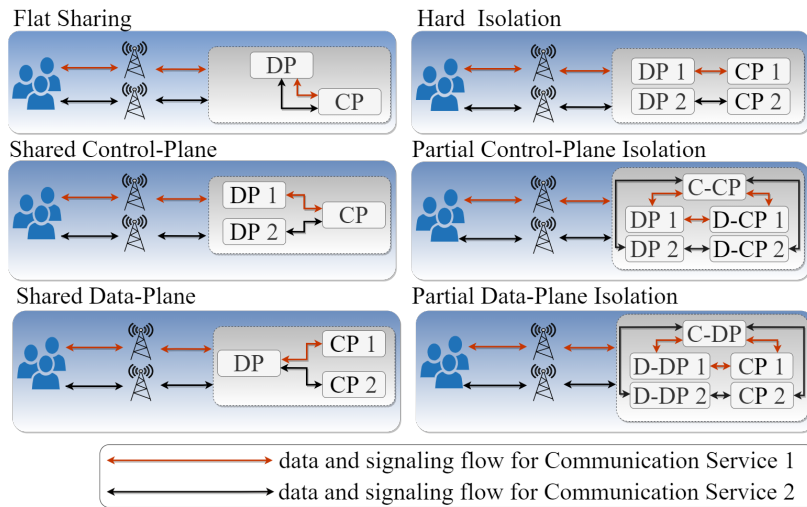 Flat Sharing
DP
CP
Hard Isolation
DP 1
CP 1
DP 2
CP 2
Shared Control-Plane
DP 1
CP
DP 2
Partial Control-Plane Isolation
C-CP
DP 1
D-CP 1
DP 2
D-CP 2
Shared Data-Plane
DP
CP 1
CP 2
Partial Data-Plane Isolation
C-DP
D-DP 1
CP 1
D-DP 2
CP 2
data and signaling flow for Communication Service 1
data and signaling flow for Communication Service 2